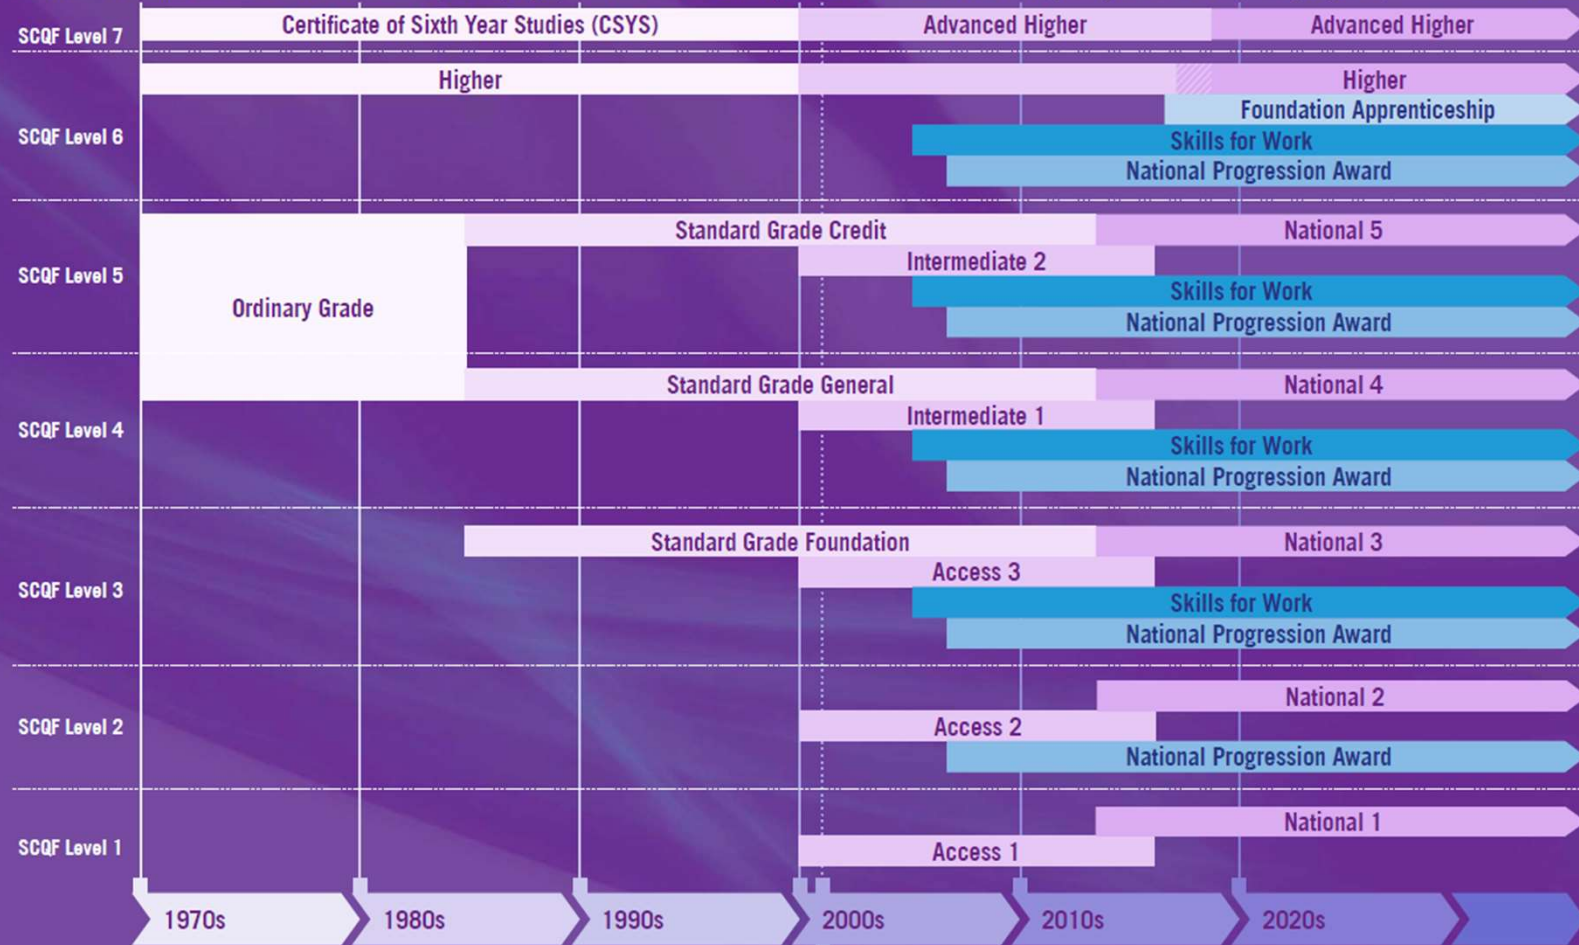 SCQF Level 7
Certificate of Sixth Year Studies (CSYS)
Advanced Higher
Advanced Higher
SCQF Level 6
Higher
Higher
Foundation Apprenticeship
Skills for Work
National Progression Award
SCQF Level 5
Ordinary Grade
Standard Grade Credit
National 5
Intermediate 2
Skills for Work
National Progression Award
SCQF Level 4
Standard Grade General
National 4
Intermediate 1
Skills for Work
National Progression Award
SCQF Level 3
Standard Grade Foundation
National 3
Access 3
Skills for Work
National Progression Award
SCQF Level 2
National 2
Access 2
National Progression Award
SCQF Level 1
National 1
Access 1
1970s
1980s
1990s
2000s
2010s
2020s